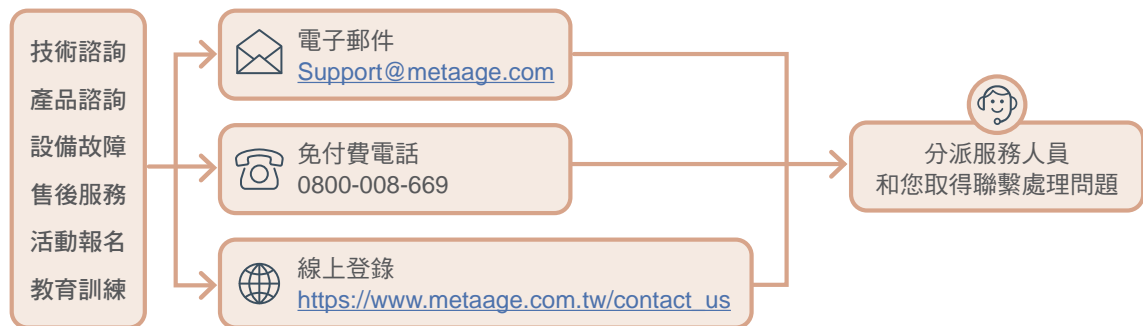 技術諮詢
產品諮詢
設備故障
售後服務
活動報名
教育訓練
電子郵件
Support@metaage.com
免付費電話
0800-008-669
線上登錄
https://www.metaage.com.tw/contact_us
分派服務人員
和您取得聯繫處理問題